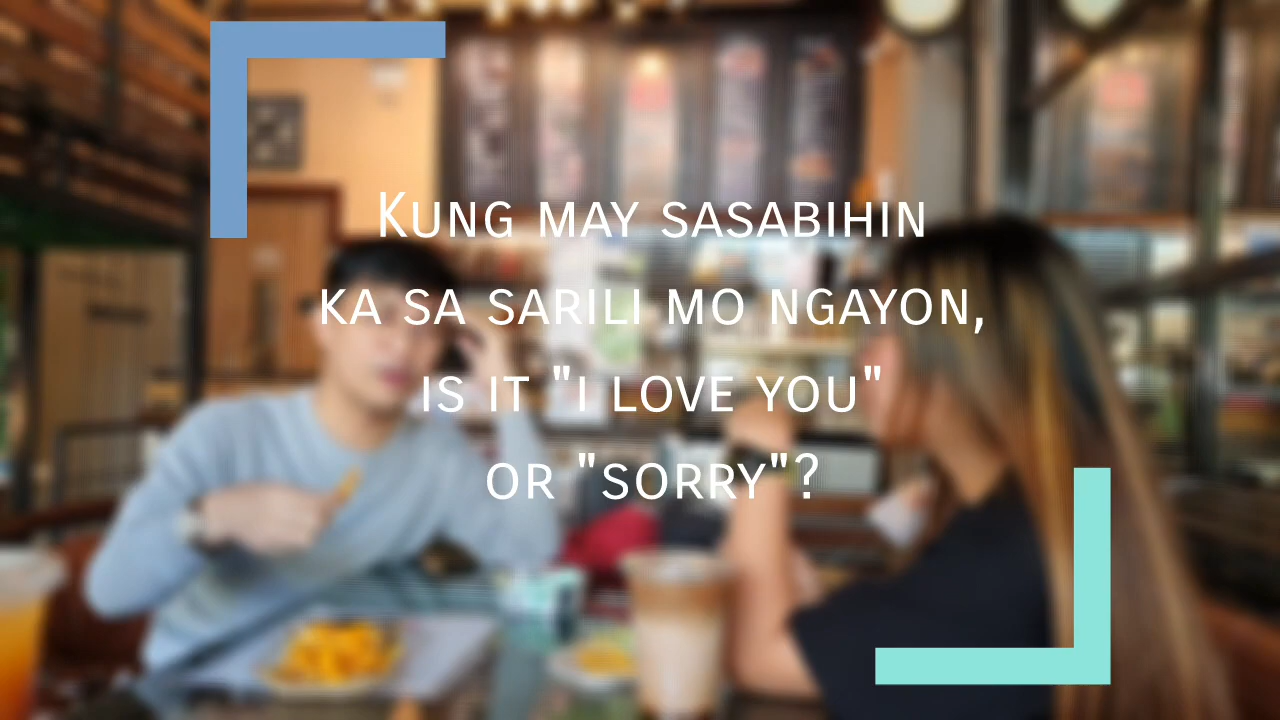 Kung may sasabihin
ka sa sarili mo ngayon,
is it "I love you"
or "sorry"?